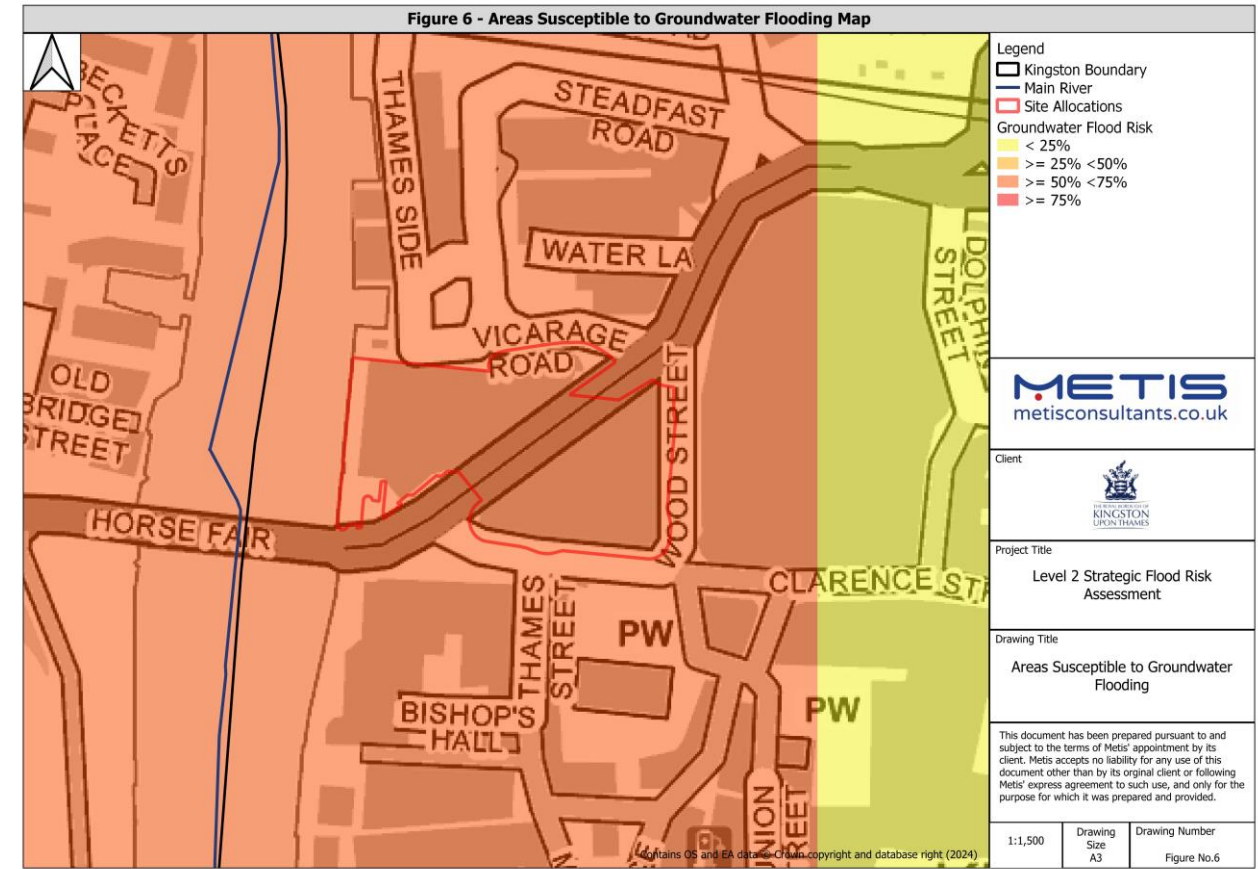 Figure 6 - Areas Susceptible to Groundwater Flooding Map
BECKETTS
PLACE
THAMES SIDE
STEADFAST
ROAD
WATER LA
VICARAGE
ROAD
OLD
BRIDGE
STREET
HORSE FAIR
WOOD STREET
DOLPHIN
STREET
CLARENCE ST
THAMES
STREET
PW
BISHOP'S
HALL
PW
UNION
STREET
Contains OS and EA data © Crown copyright and database right (2024)
Legend
Kingston Boundary
Main River
Site Allocations
Groundwater Flood Risk
< 25%
>= 25% <50%
>= 50% <75%
>= 75%
METIS
metisconsultants.co.uk
Client
THE ROYAL BOROUGH OF
KINGSTON
UPON THAMES
Project Title
Level 2 Strategic Flood Risk
Assessment
Drawing Title
Areas Susceptible to Groundwater
Flooding
This document has been prepared pursuant to and
subject to the terms of Metis' appointment by its
client. Metis accepts no liability for any use of this
document other than by its orginal client or following
Metis' express agreement to such use, and only for the
purpose for which it was prepared and provided.
1:1,500
Drawing
Size
A3
Drawing Number
Figure No.6